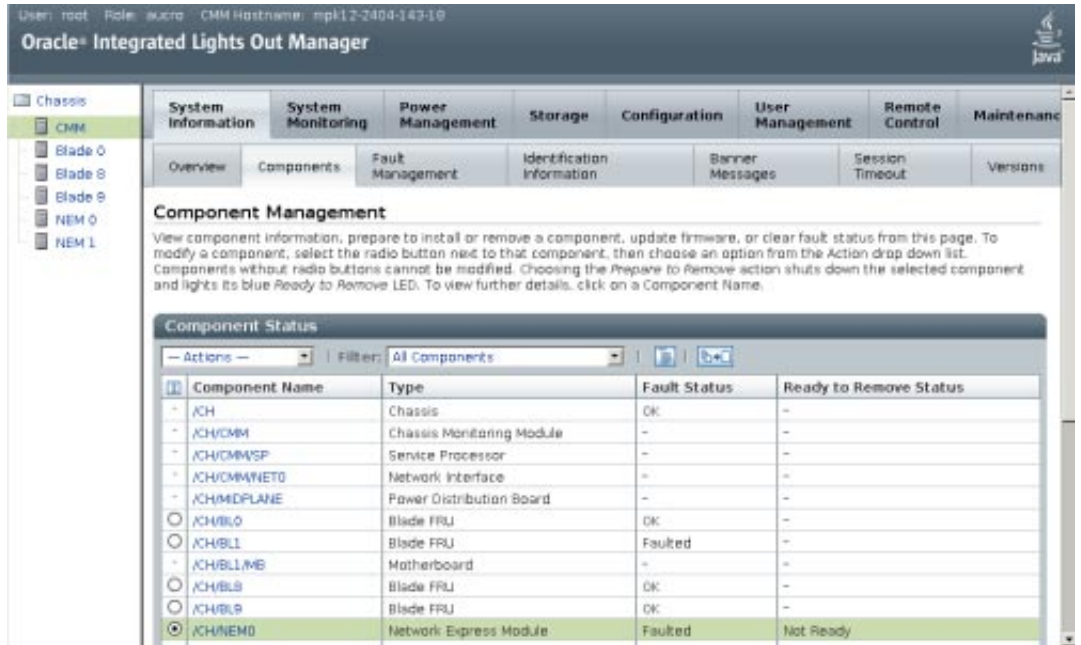 User: root Role: aucro CMM Hostname: mpk12-2404-143-10
Oracle® Integrated Lights Out Manager
Java
Chassis
CMM
Blade 0
Blade 8
Blade 9
NEM 0
NEM 1
System Information System Monitoring Power Management Storage Configuration User Management Remote Control Maintenanc
Overview Components Fault Management Identification Information Banner Messages Session Timeout Versions
Component Management
View component information, prepare to install or remove a component, update firmware, or clear fault status from this page. To
modify a component, select the radio button next to that component, then choose an option from the Action drop down list.
Components without radio buttons cannot be modified. Choosing the Prepare to Remove action shuts down the selected component
and lights its blue Ready to Remove LED. To view further details, click on a Component Name.
Component Status
— Actions — Filter: All Components
Component Name Type Fault Status Ready to Remove Status
- /CH Chassis OK -
- /CH/CMM Chassis Monitoring Module - -
- /CH/CMM/SP Service Processor - -
- /CH/CMM/NET0 Network Interface - -
- /CH/MIDPLANE Power Distribution Board - -
/CH/BL0 Blade FRU OK -
/CH/BL1 Blade FRU Faulted -
- /CH/BL1/MB Motherboard - -
/CH/BL8 Blade FRU OK -
/CH/BL9 Blade FRU OK -
/CH/NEM0 Network Express Module Faulted Not Ready